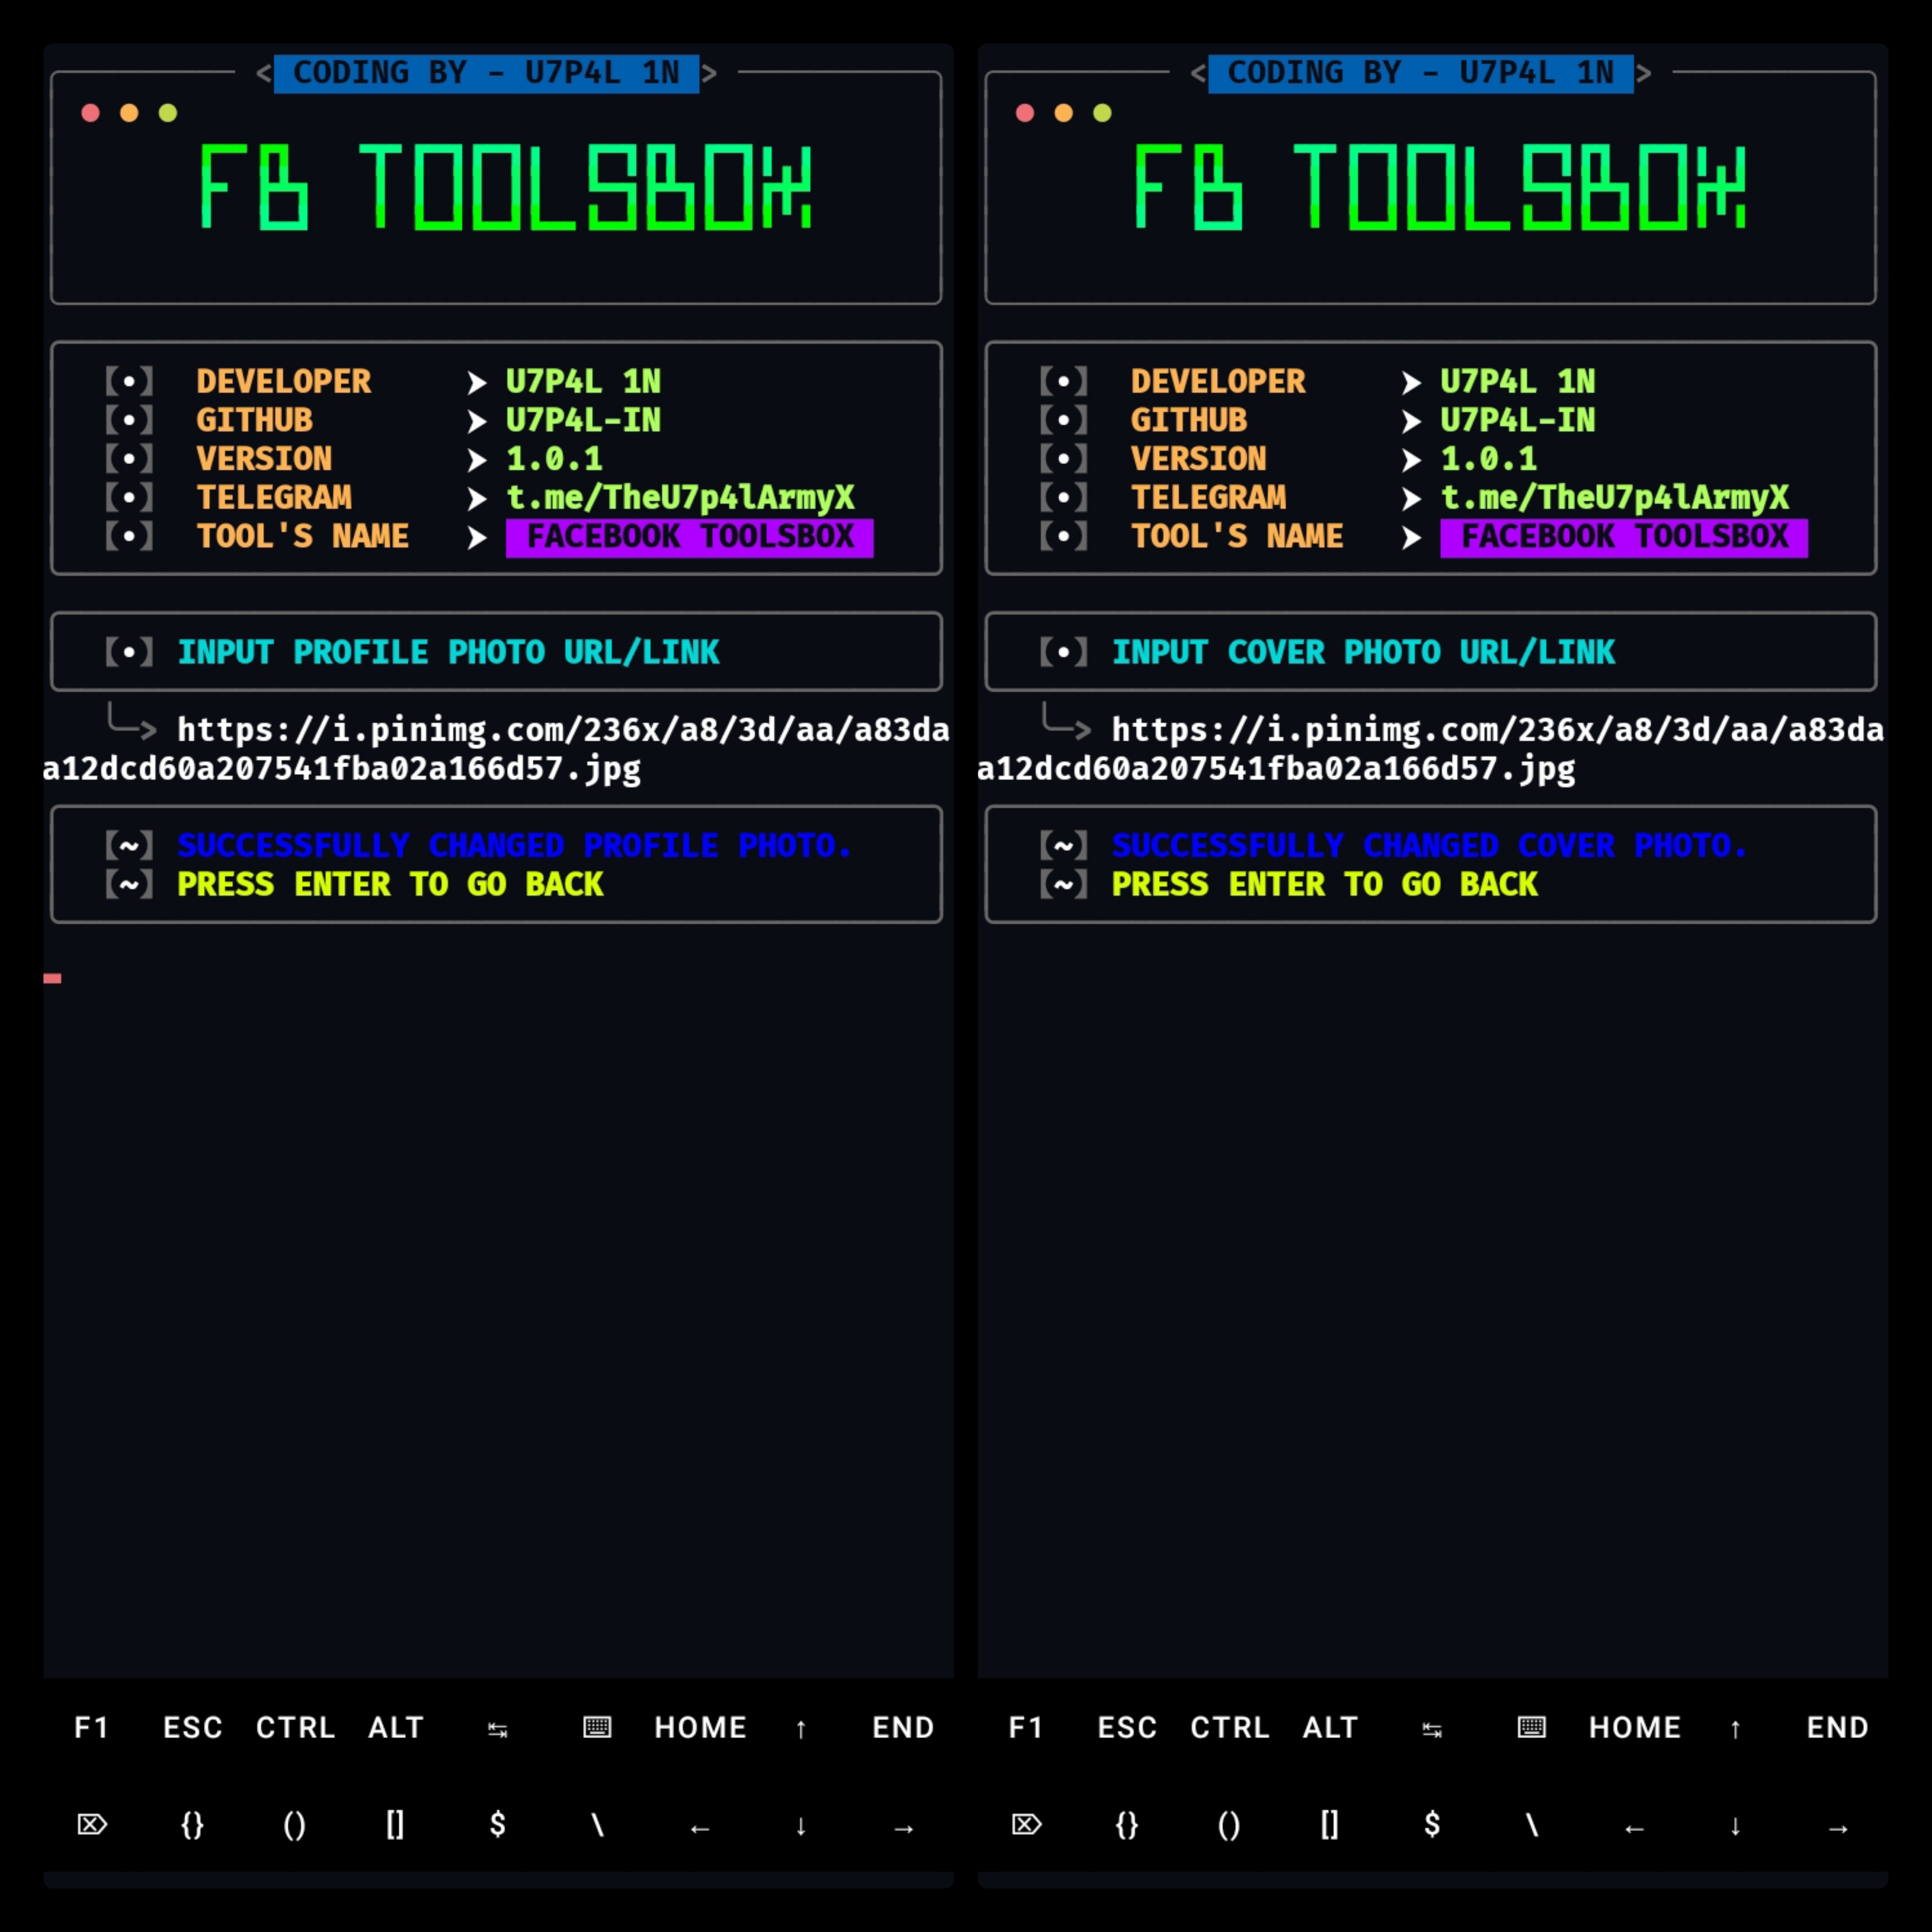 < CODING BY - U7P4L 1N >
FB TOOLSBOX
【•】 DEVELOPER ➤ U7P4L 1N
【•】 GITHUB ➤ U7P4L-IN
【•】 VERSION ➤ 1.0.1
【•】 TELEGRAM ➤ t.me/TheU7p4lArmyX
【•】 TOOL'S NAME ➤ FACEBOOK TOOLSBOX
【•】 INPUT PROFILE PHOTO URL/LINK
╰─> https://i.pinimg.com/236x/a8/3d/aa/a83da
a12dcd60a207541fba02a166d57.jpg
【~】 SUCCESSFULLY CHANGED PROFILE PHOTO.
【~】 PRESS ENTER TO GO BACK
F1 ESC CTRL ALT ↹ ⌨ HOME ↑ END
⌦ {} () [] $ \ ← ↓ →
< CODING BY - U7P4L 1N >
FB TOOLSBOX
【•】 DEVELOPER ➤ U7P4L 1N
【•】 GITHUB ➤ U7P4L-IN
【•】 VERSION ➤ 1.0.1
【•】 TELEGRAM ➤ t.me/TheU7p4lArmyX
【•】 TOOL'S NAME ➤ FACEBOOK TOOLSBOX
【•】 INPUT COVER PHOTO URL/LINK
╰─> https://i.pinimg.com/236x/a8/3d/aa/a83da
a12dcd60a207541fba02a166d57.jpg
【~】 SUCCESSFULLY CHANGED COVER PHOTO.
【~】 PRESS ENTER TO GO BACK
F1 ESC CTRL ALT ↹ ⌨ HOME ↑ END
⌦ {} () [] $ \ ← ↓ →